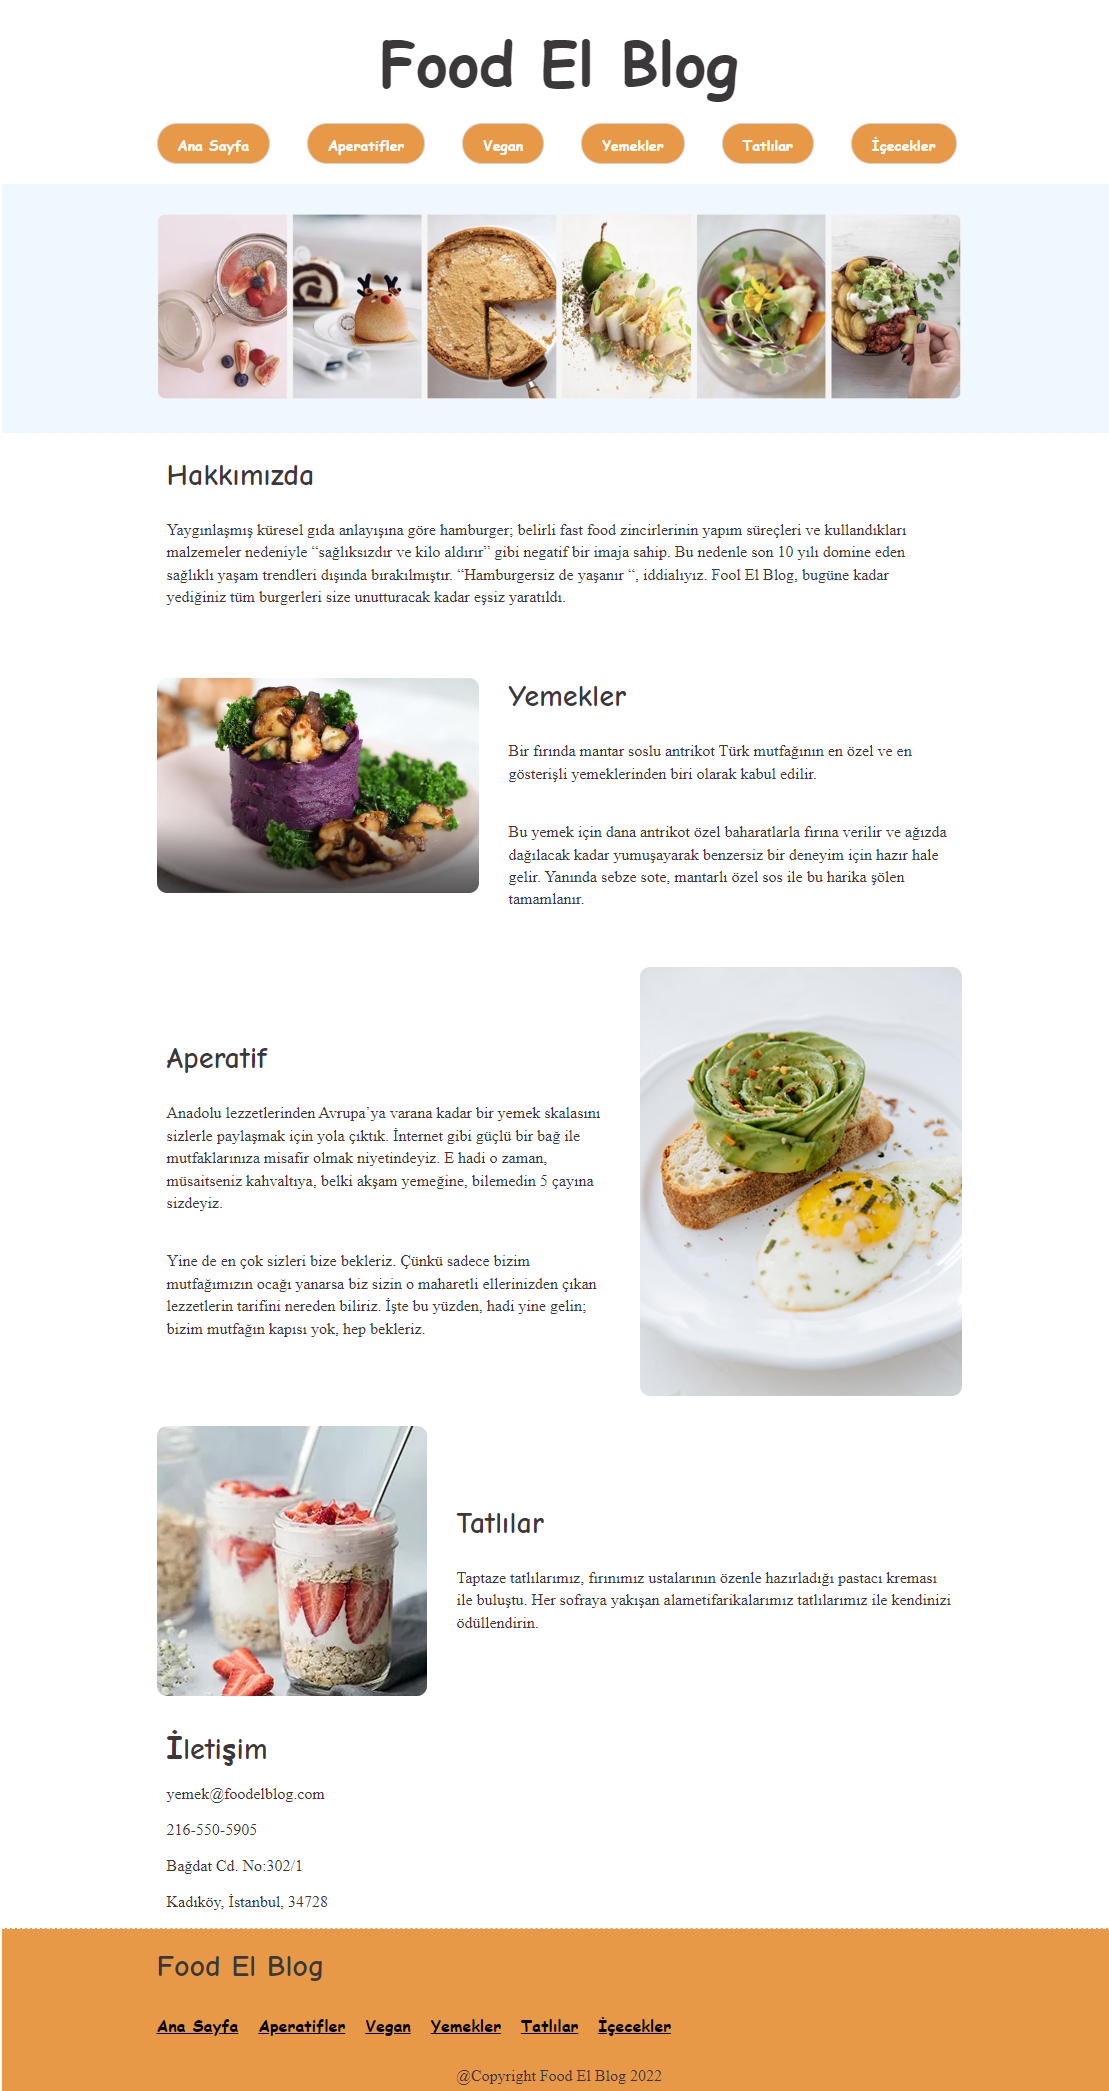 Food El Blog
Ana Sayfa Aperatifler Vegan Yemekler Tatlılar İçecekler
Hakkımızda
Yaygınlaşmış küresel gıda anlayışına göre hamburger; belirli fast food zincirlerinin yapım süreçleri ve kullandıkları
malzemeler nedeniyle “sağlıksızdır ve kilo aldırır” gibi negatif bir imaja sahip. Bu nedenle son 10 yılı domine eden
sağlıklı yaşam trendleri dışında bırakılmıştır. “Hamburgersiz de yaşanır “, iddialıyız. Fool El Blog, bugüne kadar
yediğiniz tüm burgerleri size unutturacak kadar eşsiz yaratıldı.
Yemekler
Bir fırında mantar soslu antrikot Türk mutfağının en özel ve en
gösterişli yemeklerinden biri olarak kabul edilir.
Bu yemek için dana antrikot özel baharatlarla fırına verilir ve ağızda
dağılacak kadar yumuşayarak benzersiz bir deneyim için hazır hale
gelir. Yanında sebze sote, mantarlı özel sos ile bu harika şölen
tamamlanır.
Aperatif
Anadolu lezzetlerinden Avrupa’ya varana kadar bir yemek skalasını
sizlerle paylaşmak için yola çıktık. İnternet gibi güçlü bir bağ ile
mutfaklarınıza misafir olmak niyetindeyiz. E hadi o zaman,
müsaitseniz kahvaltıya, belki akşam yemeğine, bilemedin 5 çayına
sizdeyiz.
Yine de en çok sizleri bize bekleriz. Çünkü sadece bizim
mutfağımızın ocağı yanarsa biz sizin o maharetli ellerinizden çıkan
lezzetlerin tarifini nereden biliriz. İşte bu yüzden, hadi yine gelin;
bizim mutfağın kapısı yok, hep bekleriz.
Tatlılar
Taptaze tatlılarımız, fırınımız ustalarının özenle hazırladığı pastacı kreması
ile buluştu. Her sofraya yakışan alametifarikalarımız tatlılarımız ile kendinizi
ödüllendirin.
İletişim
yemek@foodelblog.com
216-550-5905
Bağdat Cd. No:302/1
Kadıköy, İstanbul, 34728
Food El Blog
Ana Sayfa Aperatifler Vegan Yemekler Tatlılar İçecekler
@Copyright Food El Blog 2022